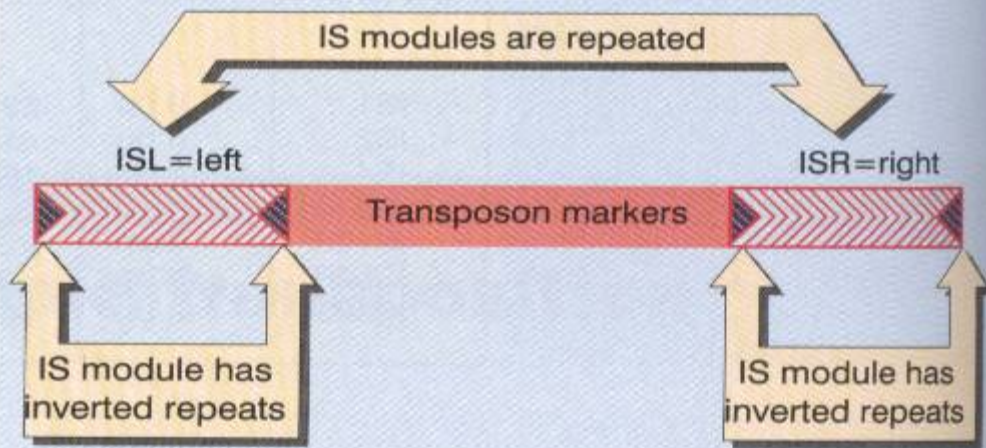 IS modules are repeated
ISL=left
ISR=right
Transposon markers
IS module has
inverted repeats
IS module has
inverted repeats